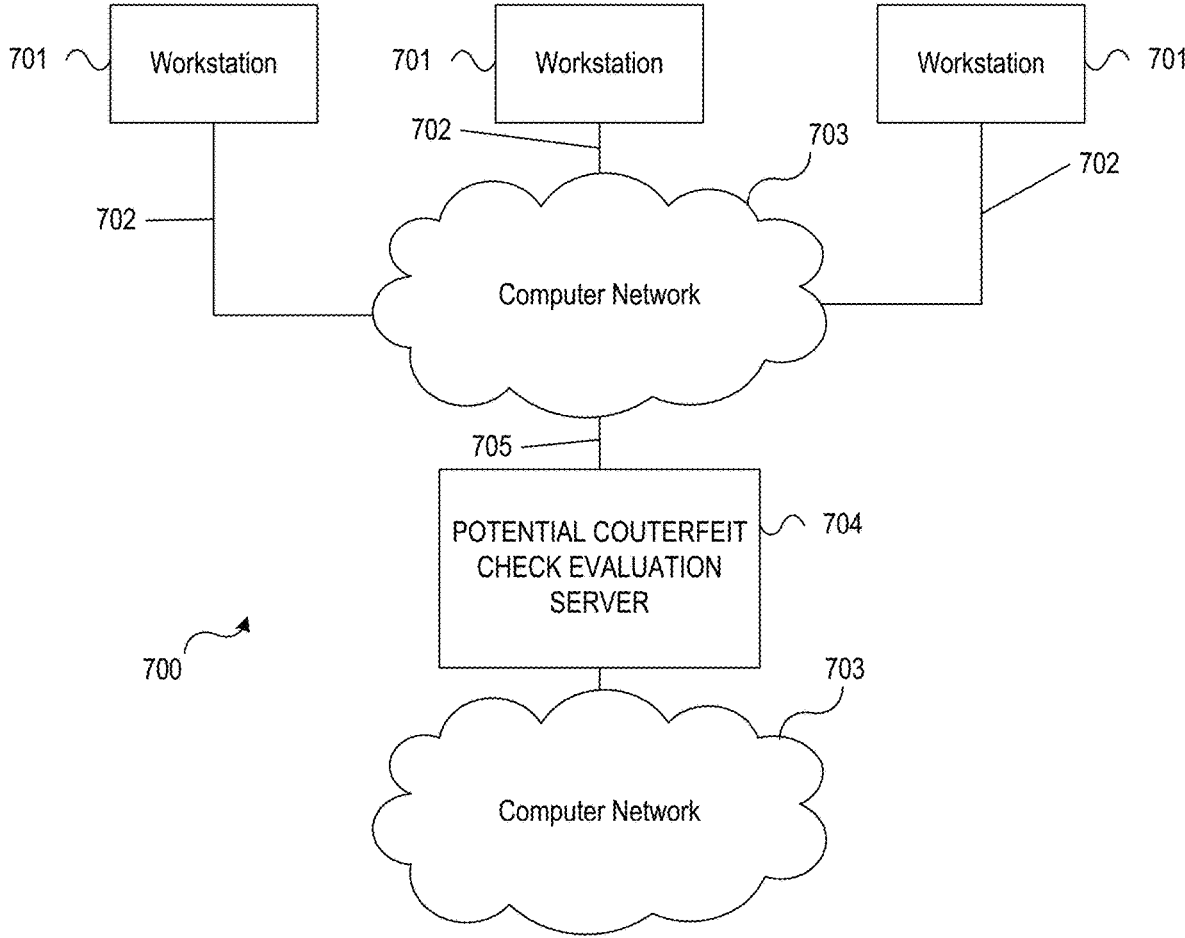 701
Workstation
701
Workstation
Workstation
701
702
703
702
702
Computer Network
705
POTENTIAL COUTERFEIT
CHECK EVALUATION
SERVER
704
700
703
Computer Network